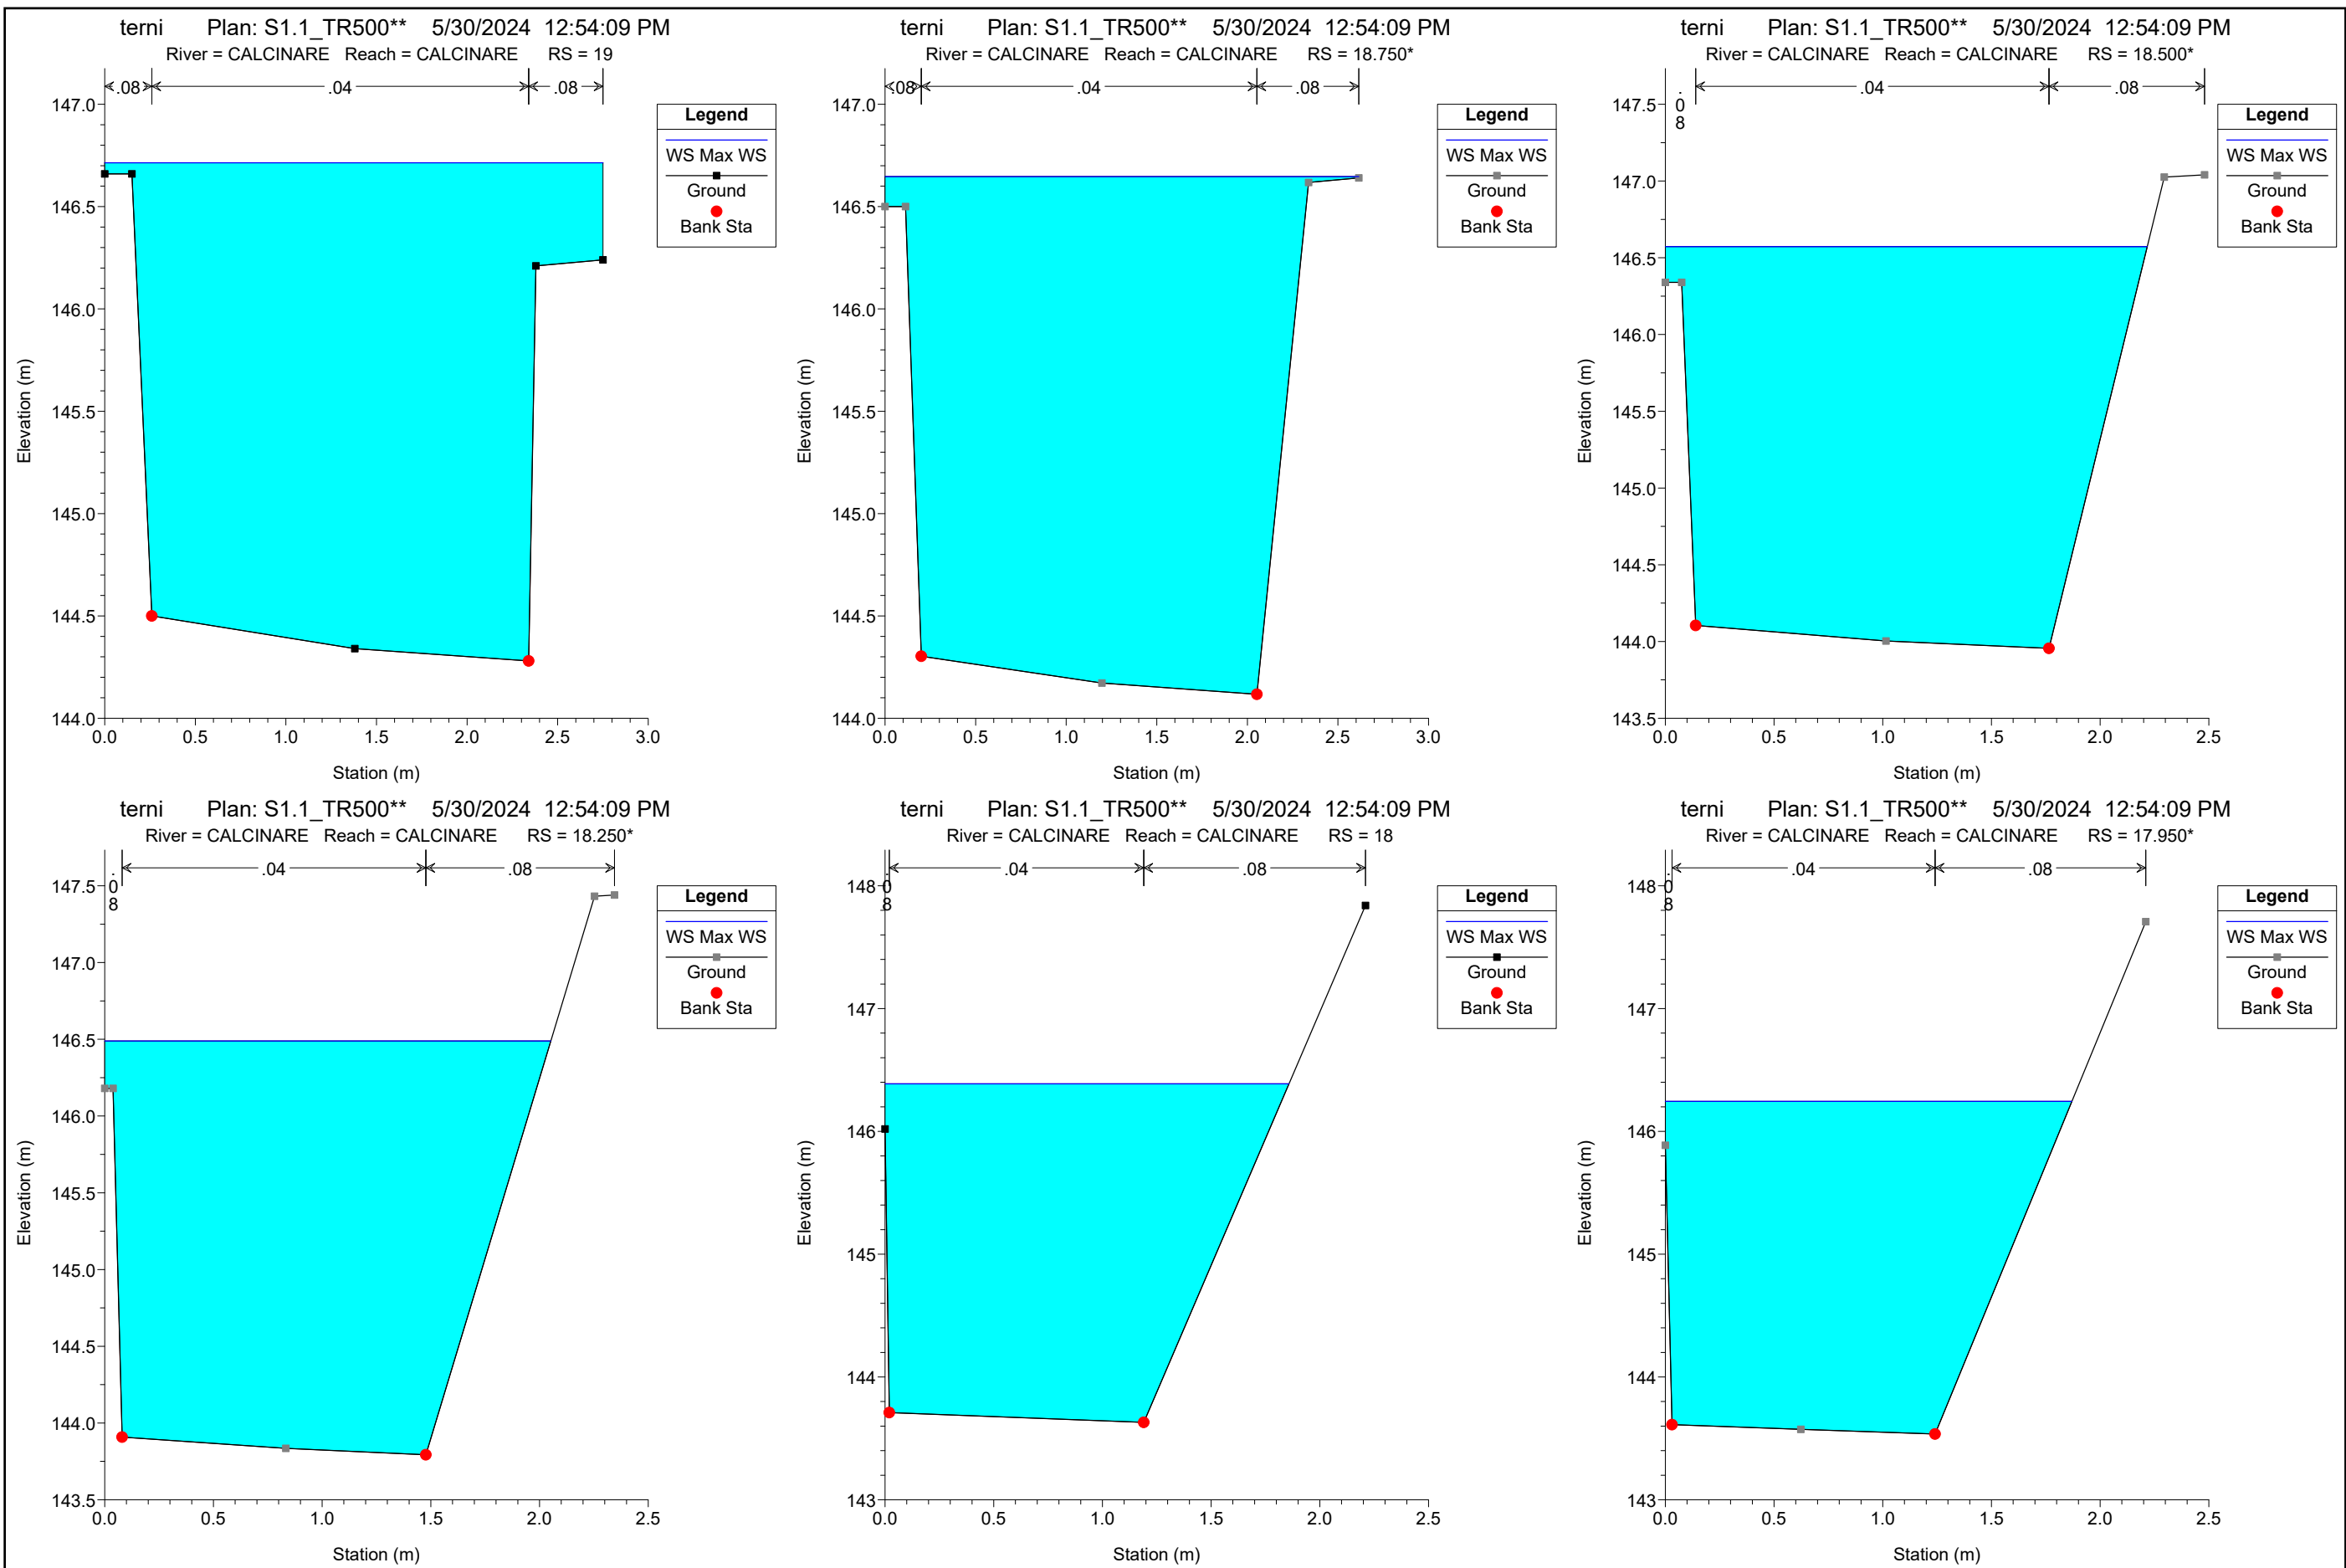 terni Plan: S1.1_TR500** 5/30/2024 12:54:09 PM
River = CALCINARE Reach = CALCINARE RS = 19
.08 .04 .08
147.0
146.5
146.0
145.5
145.0
144.5
144.0
0.0 0.5 1.0 1.5 2.0 2.5 3.0
Station (m)
Elevation (m)
Legend
WS Max WS
Ground
Bank Sta
terni Plan: S1.1_TR500** 5/30/2024 12:54:09 PM
River = CALCINARE Reach = CALCINARE RS = 18.750*
.08 .04 .08
147.0
146.5
146.0
145.5
145.0
144.5
144.0
0.0 0.5 1.0 1.5 2.0 2.5 3.0
Station (m)
Elevation (m)
Legend
WS Max WS
Ground
Bank Sta
terni Plan: S1.1_TR500** 5/30/2024 12:54:09 PM
River = CALCINARE Reach = CALCINARE RS = 18.500*
.08 .04 .08
147.5
147.0
146.5
146.0
145.5
145.0
144.5
144.0
143.5
0.0 0.5 1.0 1.5 2.0 2.5
Station (m)
Elevation (m)
Legend
WS Max WS
Ground
Bank Sta
terni Plan: S1.1_TR500** 5/30/2024 12:54:09 PM
River = CALCINARE Reach = CALCINARE RS = 18.250*
.08 .04 .08
147.5
147.0
146.5
146.0
145.5
145.0
144.5
144.0
143.5
0.0 0.5 1.0 1.5 2.0 2.5
Station (m)
Elevation (m)
Legend
WS Max WS
Ground
Bank Sta
terni Plan: S1.1_TR500** 5/30/2024 12:54:09 PM
River = CALCINARE Reach = CALCINARE RS = 18
.08 .04 .08
148
147
146
145
144
143
0.0 0.5 1.0 1.5 2.0 2.5
Station (m)
Elevation (m)
Legend
WS Max WS
Ground
Bank Sta
terni Plan: S1.1_TR500** 5/30/2024 12:54:09 PM
River = CALCINARE Reach = CALCINARE RS = 17.950*
.08 .04 .08
148
147
146
145
144
143
0.0 0.5 1.0 1.5 2.0 2.5
Station (m)
Elevation (m)
Legend
WS Max WS
Ground
Bank Sta